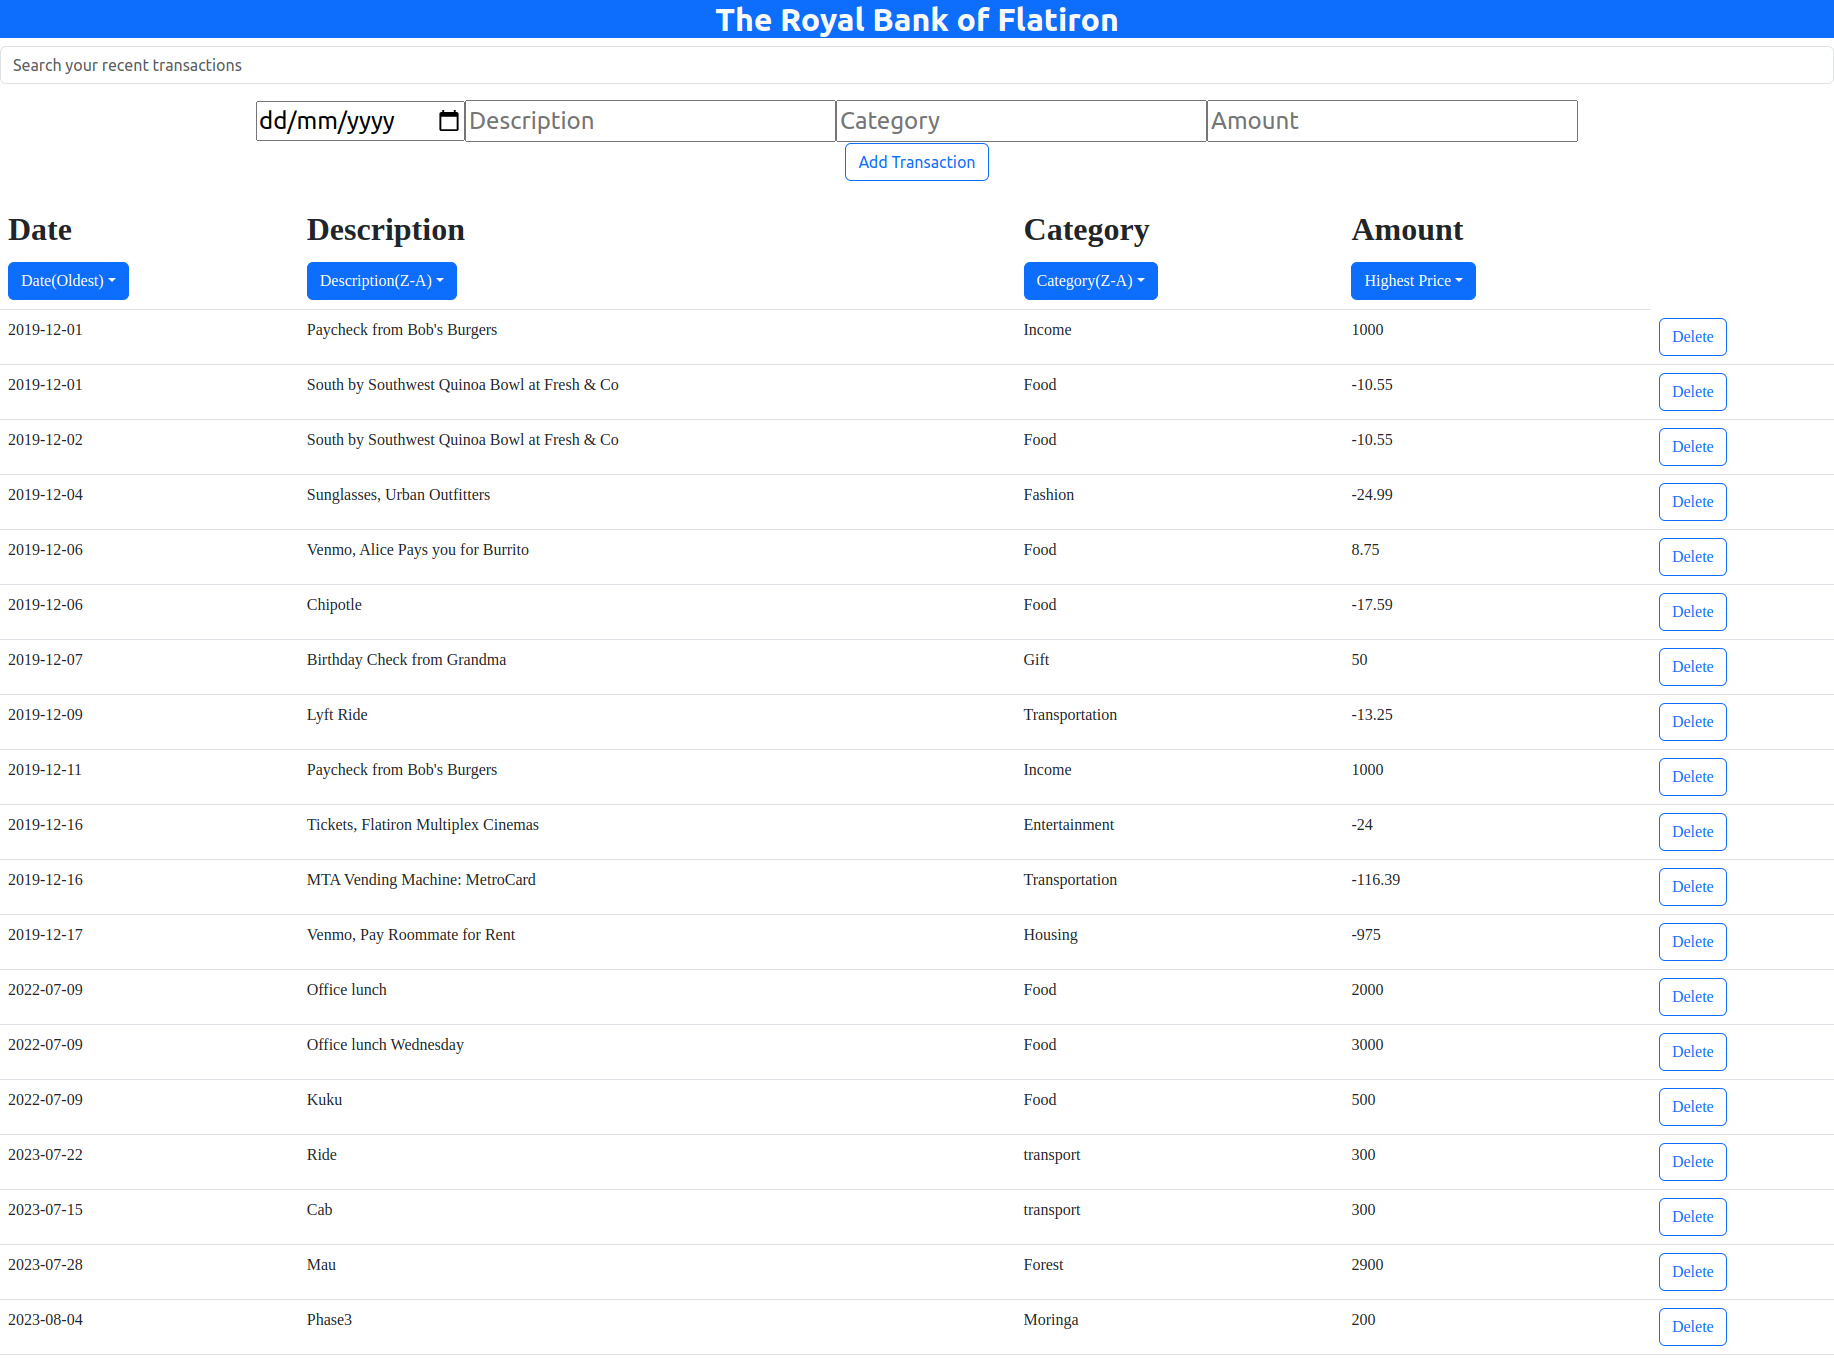 The Royal Bank of Flatiron
Search your recent transactions
dd/mm/yyyy Description Category Amount
Add Transaction
Date Description Category Amount
Date(Oldest) Description(Z-A) Category(Z-A) Highest Price
2019-12-01 Paycheck from Bob's Burgers Income 1000 Delete
2019-12-01 South by Southwest Quinoa Bowl at Fresh & Co Food -10.55 Delete
2019-12-02 South by Southwest Quinoa Bowl at Fresh & Co Food -10.55 Delete
2019-12-04 Sunglasses, Urban Outfitters Fashion -24.99 Delete
2019-12-06 Venmo, Alice Pays you for Burrito Food 8.75 Delete
2019-12-06 Chipotle Food -17.59 Delete
2019-12-07 Birthday Check from Grandma Gift 50 Delete
2019-12-09 Lyft Ride Transportation -13.25 Delete
2019-12-11 Paycheck from Bob's Burgers Income 1000 Delete
2019-12-16 Tickets, Flatiron Multiplex Cinemas Entertainment -24 Delete
2019-12-16 MTA Vending Machine: MetroCard Transportation -116.39 Delete
2019-12-17 Venmo, Pay Roommate for Rent Housing -975 Delete
2022-07-09 Office lunch Food 2000 Delete
2022-07-09 Office lunch Wednesday Food 3000 Delete
2022-07-09 Kuku Food 500 Delete
2023-07-22 Ride transport 300 Delete
2023-07-15 Cab transport 300 Delete
2023-07-28 Mau Forest 2900 Delete
2023-08-04 Phase3 Moringa 200 Delete